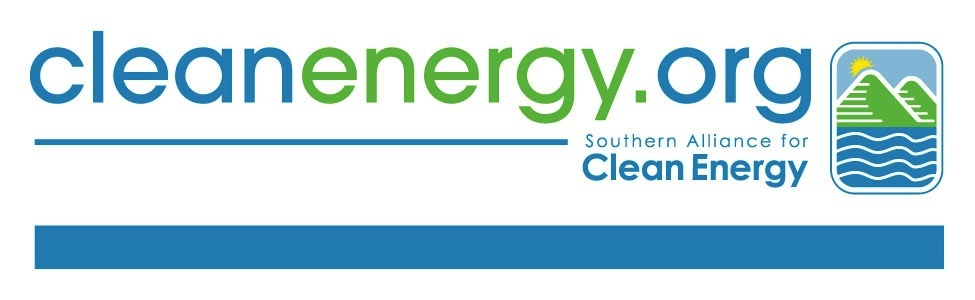 cleanenergy.org
Southern Alliance for
Clean Energy